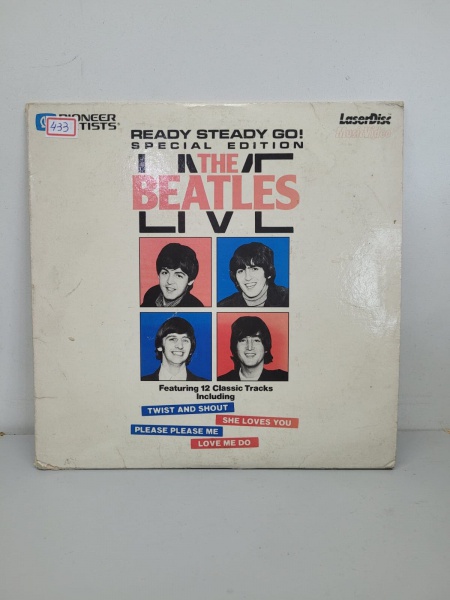 PIONEER
ARTISTS®
433
LaserDisc
READY STEADY GO!
SPECIAL EDITION
LIVE
THE
BEATLES
LIVE
Featuring 12 Classic Tracks
Including
TWIST AND SHOUT
SHE LOVES YOU
PLEASE PLEASE ME
LOVE ME DO